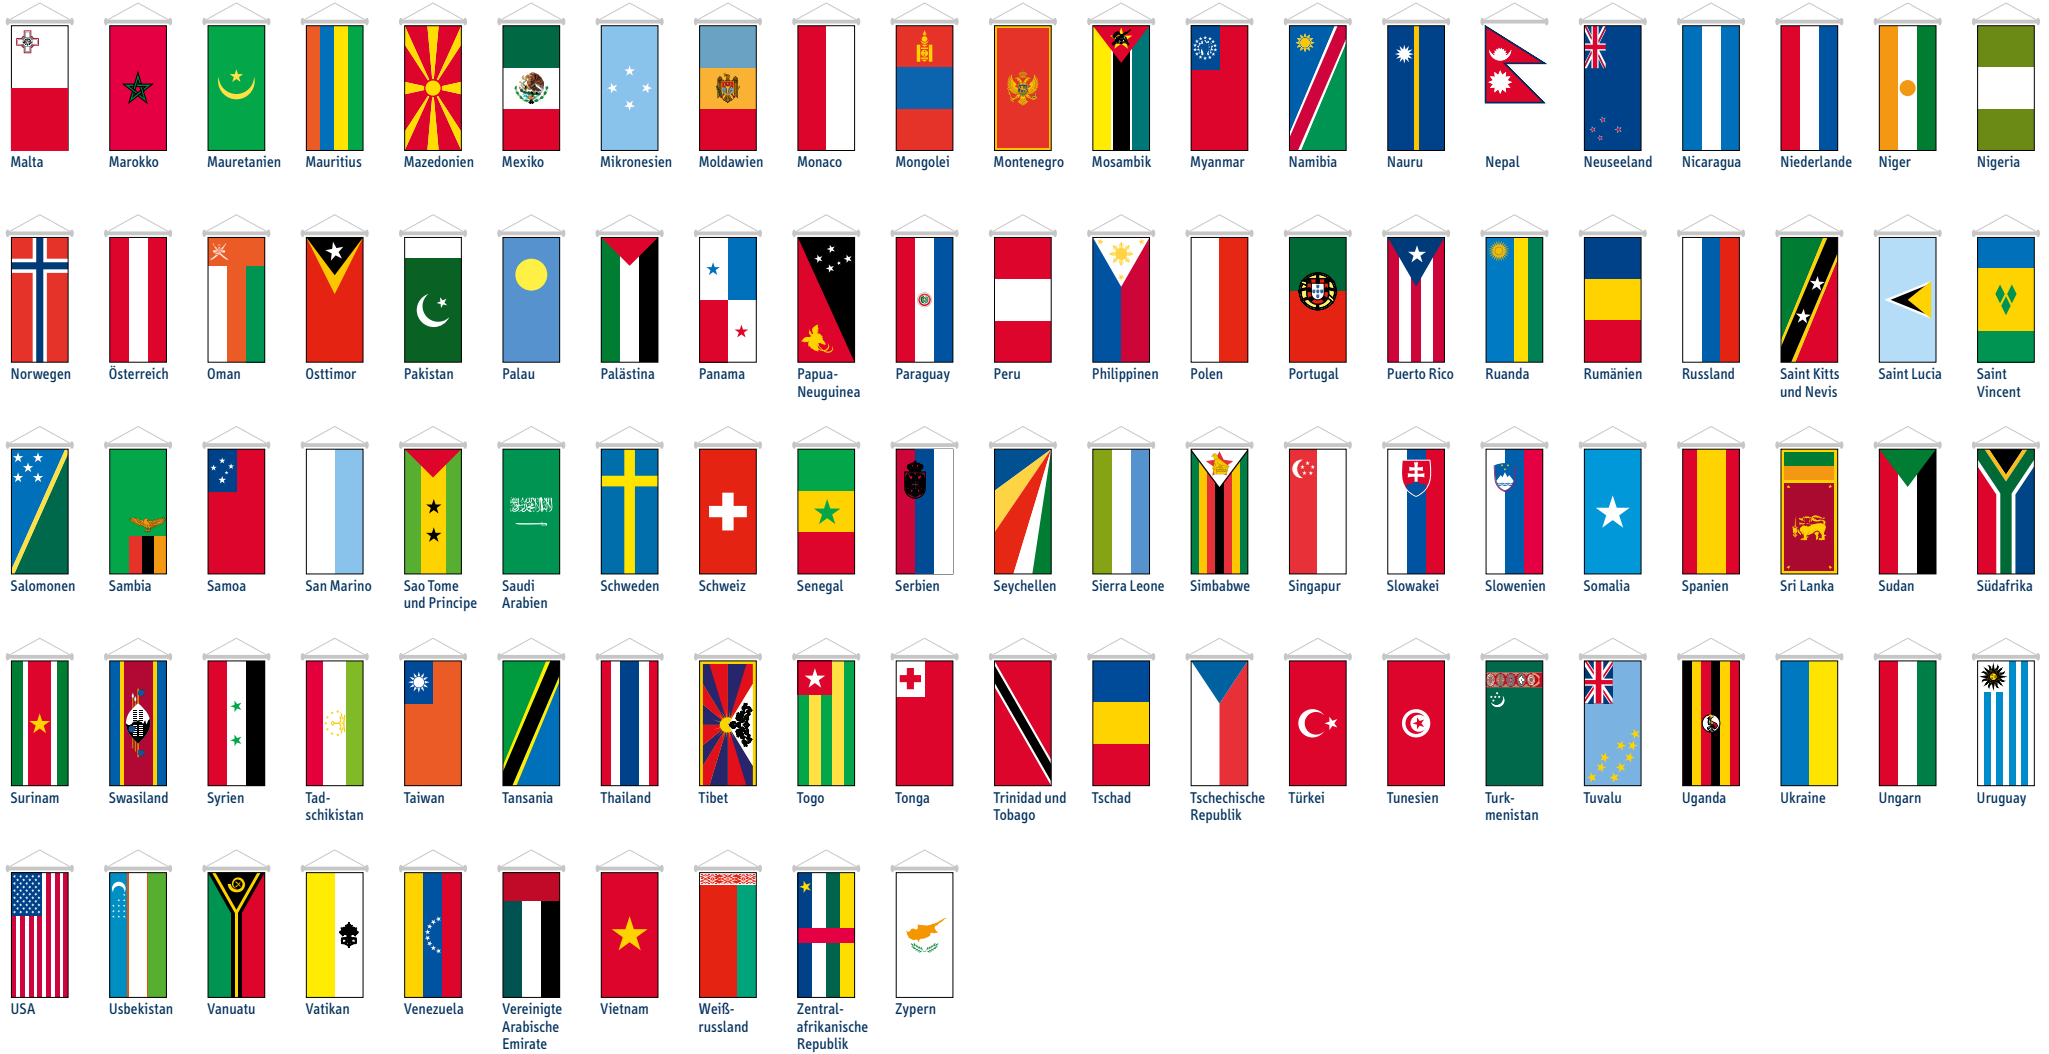 Malta Marokko Mauretanien Mauritius Mazedonien Mexiko Mikronesien Moldawien Monaco Mongolei Montenegro Mosambik Myanmar Namibia Nauru Nepal Neuseeland Nicaragua Niederlande Niger Nigeria
Norwegen Österreich Oman Osttimor Pakistan Palau Palästina Panama Papua- Paraguay Peru Philippinen Polen Portugal Puerto Rico Ruanda Rumänien Russland Saint Kitts Saint Lucia Saint
Neuguinea und Nevis Vincent
Salomonen Sambia Samoa San Marino Sao Tome Saudi Schweden Schweiz Senegal Serbien Seychellen Sierra Leone Simbabwe Singapur Slowakei Slowenien Somalia Spanien Sri Lanka Sudan Südafrika
und Principe Arabien
Surinam Swasiland Syrien Tad- Taiwan Tansania Thailand Tibet Togo Tonga Trinidad und Tschad Tschechische Türkei Tunesien Turk- Tuvalu Uganda Ukraine Ungarn Uruguay
schikistan Tobago Republik menistan
USA Usbekistan Vanuatu Vatikan Venezuela Vereinigte Vietnam Weiß- Zentral- Zypern
Arabische russland afrikanische
Emirate Republik